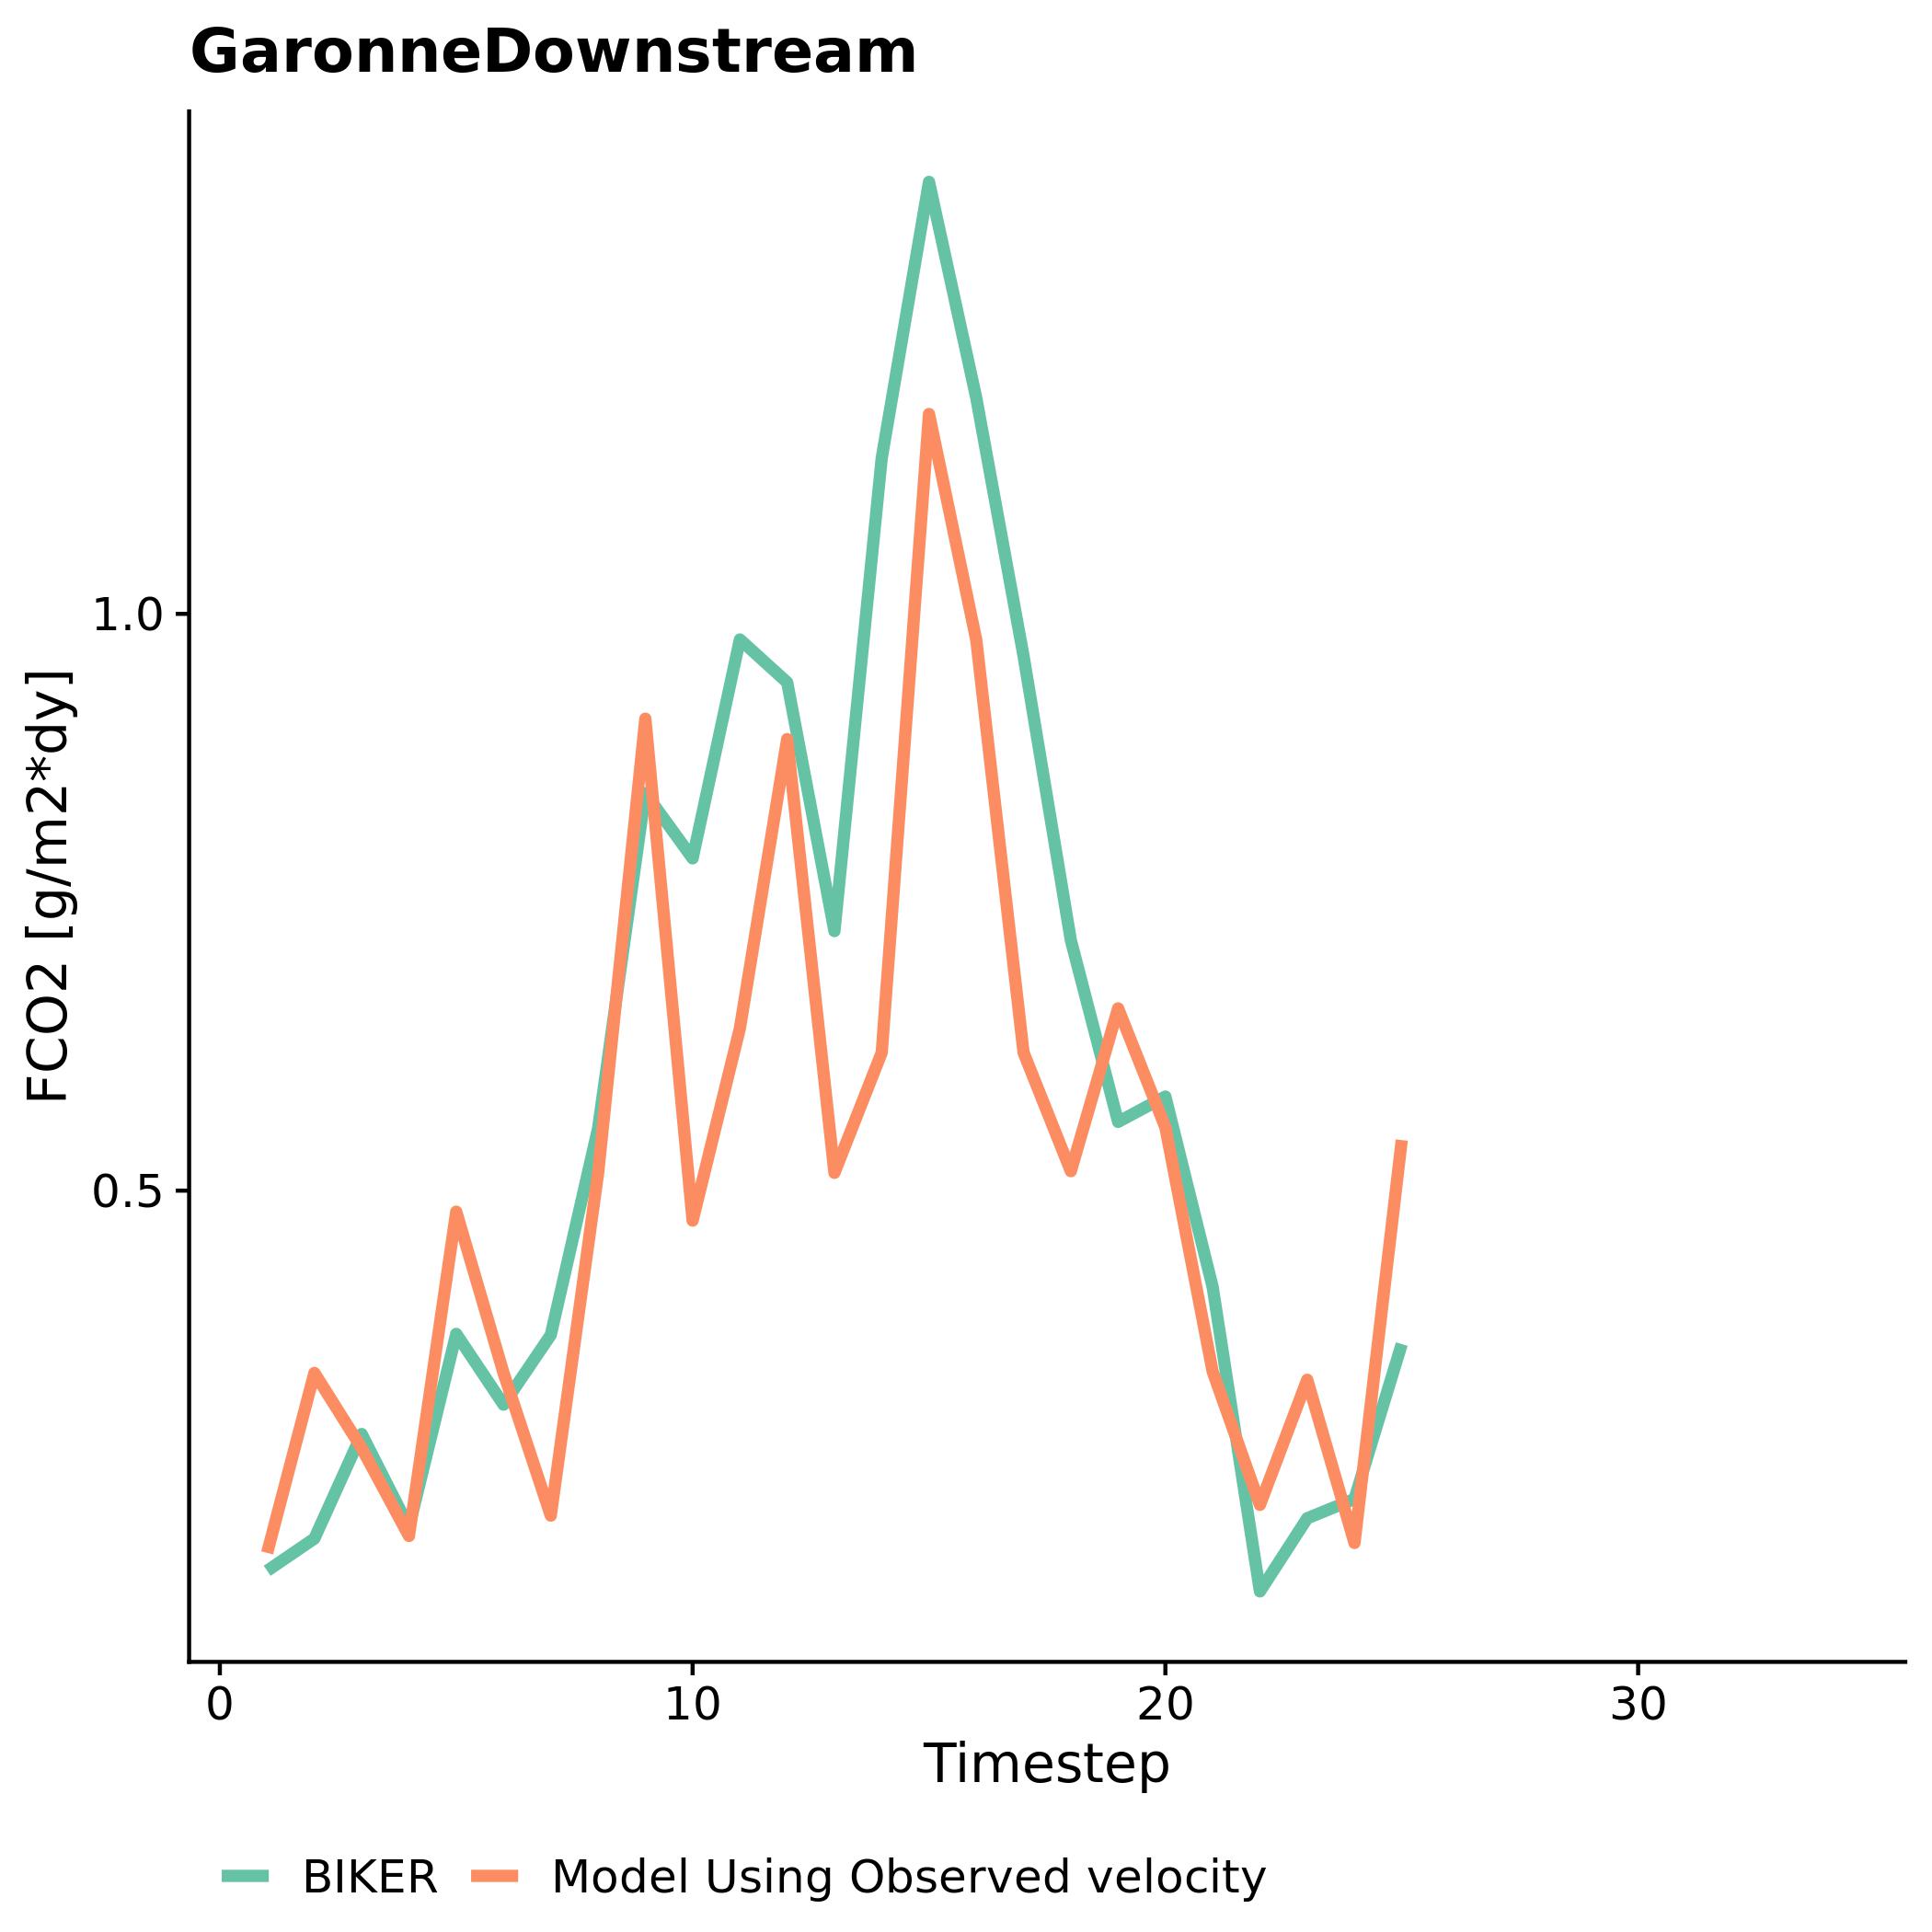 GaronneDownstream
FCO2 [g/m2*dy]
1.0
0.5
0 10 20 30
Timestep
BIKER Model Using Observed velocity